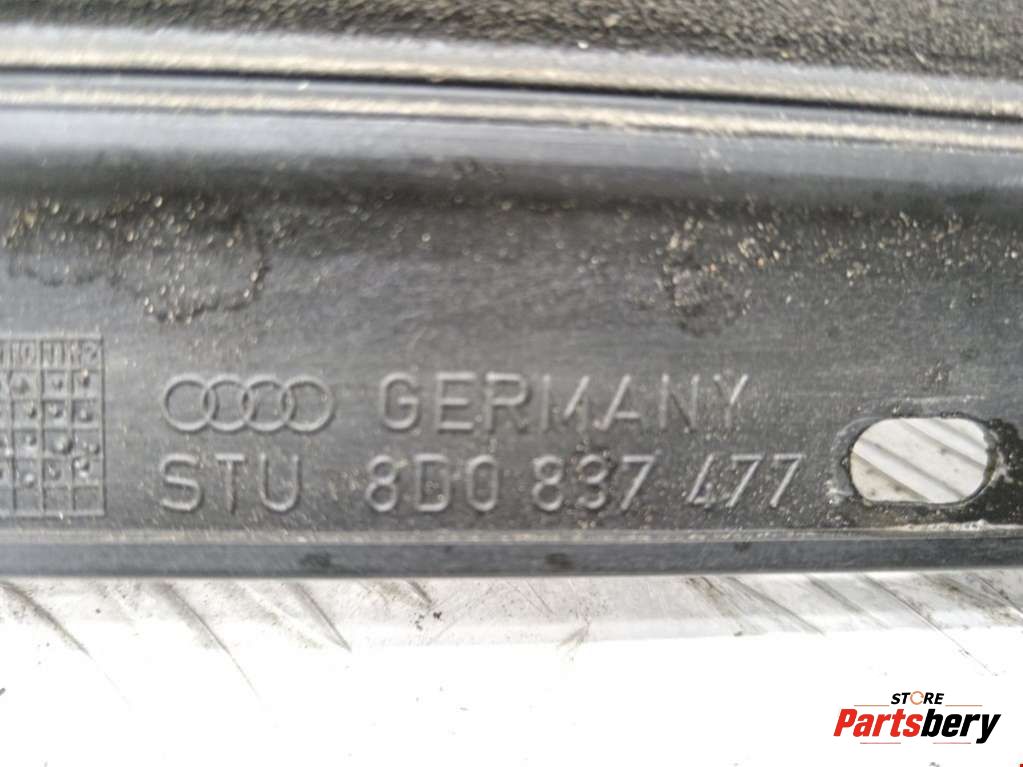 GERMANY
STU 8D0 837 477
STORE
Partsbery